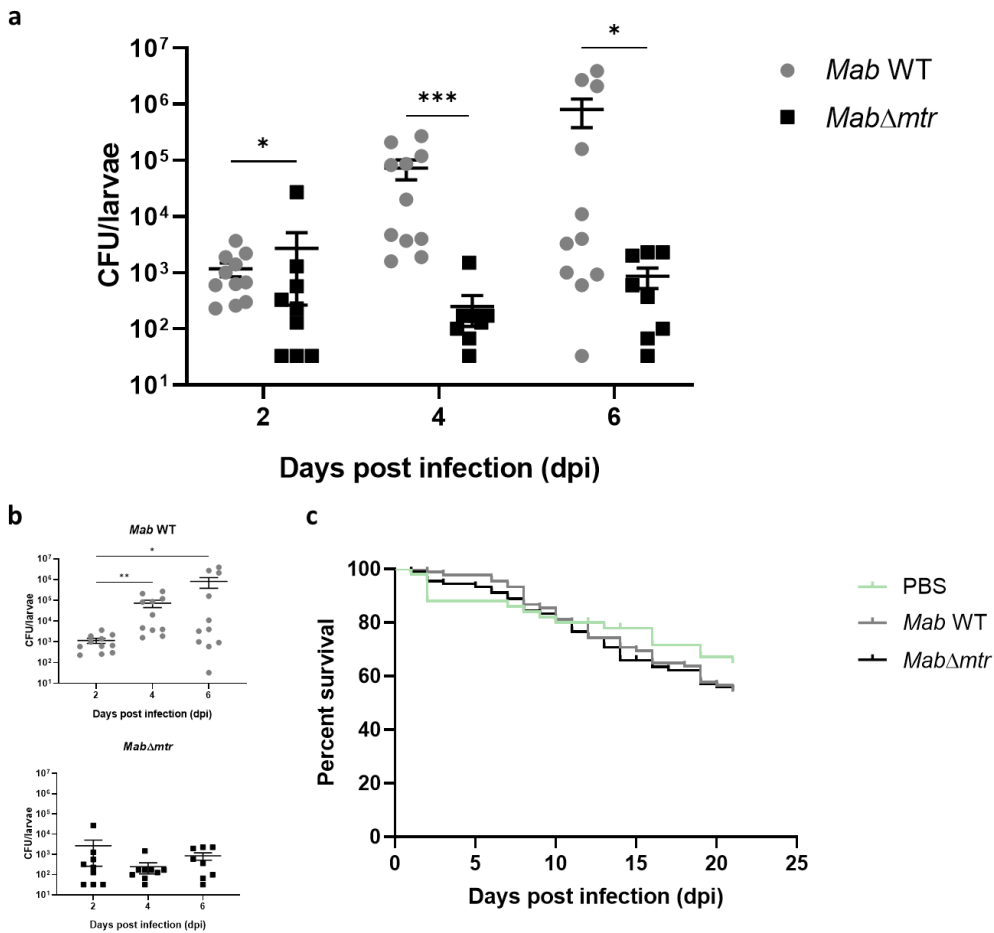 a
10⁷
10⁶
10⁵
10⁴
10³
10²
10¹
CFU/larvae
*
***
*
2
4
6
Days post infection (dpi)
Mab WT
MabΔmtr
b
Mab WT
10⁷
10⁶
10⁵
10⁴
10³
10²
10¹
CFU/larvae
*
**
2
4
6
Days post infection (dpi)
MabΔmtr
10⁷
10⁶
10⁵
10⁴
10³
10²
10¹
CFU/larvae
2
4
6
Days post infection (dpi)
c
100
80
60
40
20
0
Percent survival
0
5
10
15
20
25
Days post infection (dpi)
PBS
Mab WT
MabΔmtr